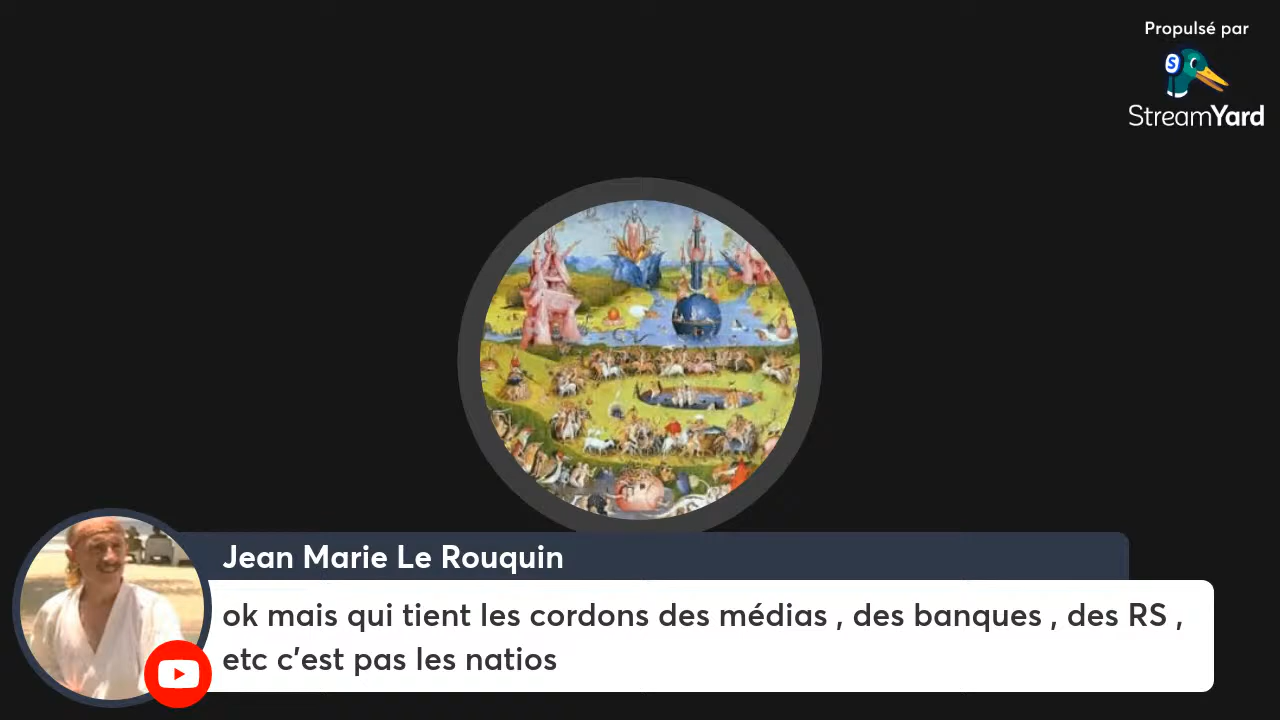 Propulsé par
S
StreamYard
Jean Marie Le Rouquin
ok mais qui tient les cordons des médias , des banques , des RS ,
etc c'est pas les natios